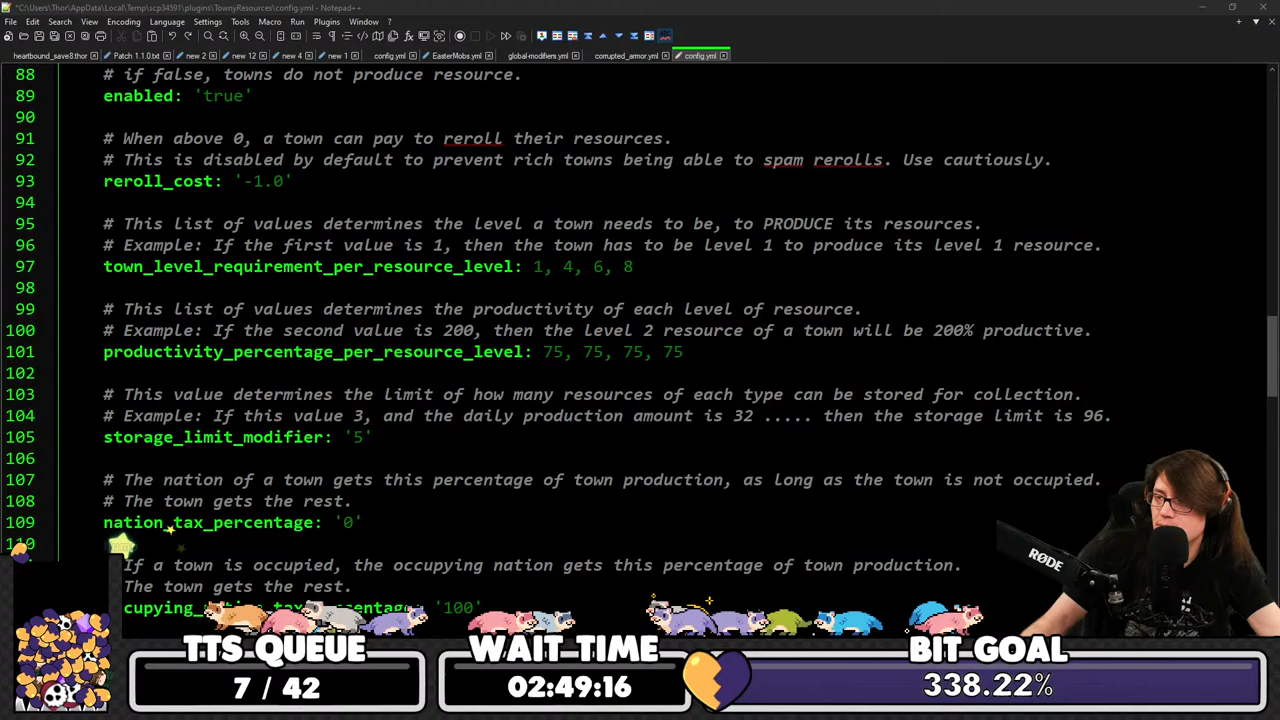 *C:\Users\Thor\AppData\Local\Temp\scp34591\plugins\TownyResources\config.yml - Notepad++
File Edit Search View Encoding Language Settings Tools Macro Run Plugins Window ?
heartbound_save8.thor Patch 1.1.0.txt new 2 new 12 new 4 new 1 config.yml EasterMobs.yml global-modifiers.yml corrupted_armor.yml config.yml
88 # if false, towns do not produce resource.
89 enabled: 'true'
90
91 # When above 0, a town can pay to reroll their resources.
92 # This is disabled by default to prevent rich towns being able to spam rerolls. Use cautiously.
93 reroll_cost: '-1.0'
94
95 # This list of values determines the level a town needs to be, to PRODUCE its resources.
96 # Example: If the first value is 1, then the town has to be level 1 to produce its level 1 resource.
97 town_level_requirement_per_resource_level: 1, 4, 6, 8
98
99 # This list of values determines the productivity of each level of resource.
100 # Example: If the second value is 200, then the level 2 resource of a town will be 200% productive.
101 productivity_percentage_per_resource_level: 75, 75, 75, 75
102
103 # This value determines the limit of how many resources of each type can be stored for collection.
104 # Example: If this value 3, and the daily production amount is 32 ..... then the storage limit is 96.
105 storage_limit_modifier: '5'
106
107 # The nation of a town gets this percentage of town production, as long as the town is not occupied.
108 # The town gets the rest.
109 nation_tax_percentage: '0'
110
If a town is occupied, the occupying nation gets this percentage of town production.
The town gets the rest.
'100'
RØDE
TTS QUEUE
7 / 42
WAIT TIME
02:49:16
BIT GOAL
338.22%